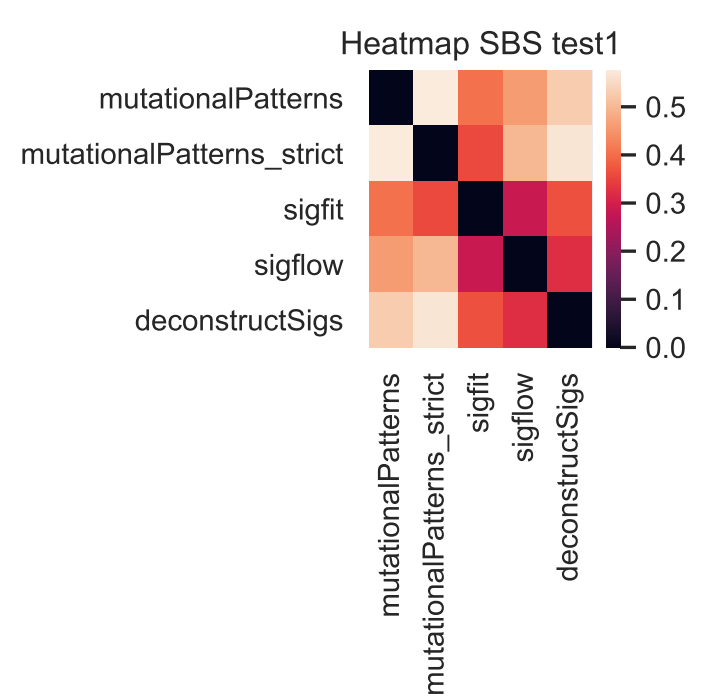 Heatmap SBS test1
mutationalPatterns
mutationalPatterns_strict
sigfit
sigflow
deconstructSigs
0.5
0.4
0.3
0.2
0.1
0.0
mutationalPatterns
mutationalPatterns_strict
sigfit
sigflow
deconstructSigs